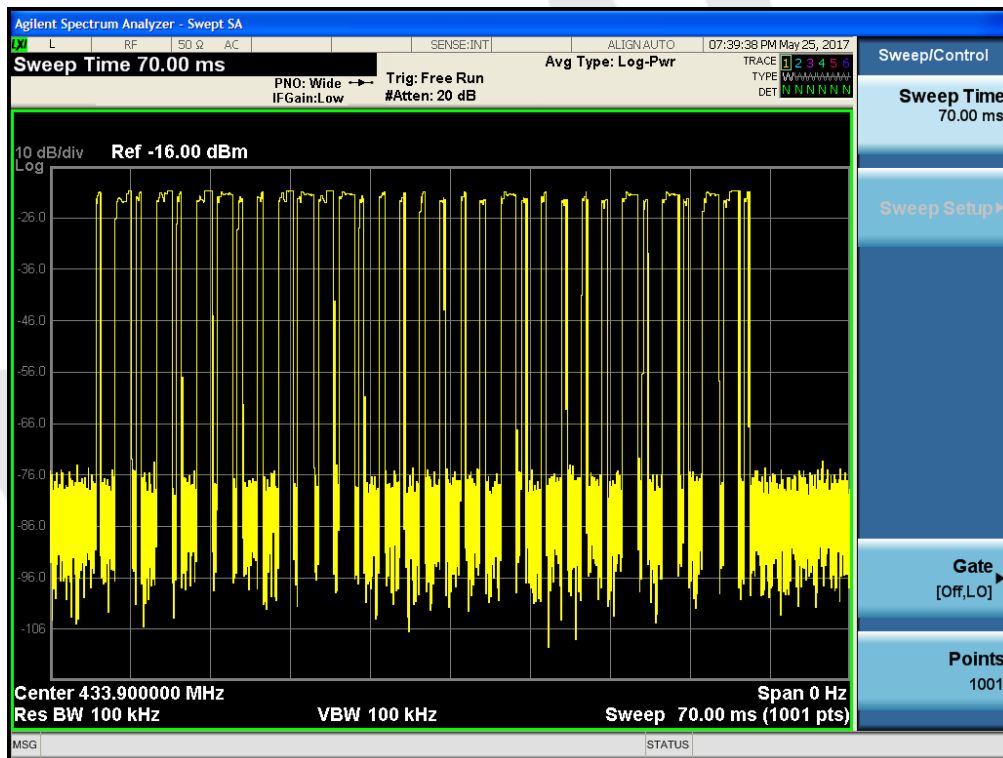 Agilent Spectrum Analyzer - Swept SA
LXI L RF 50 Ω AC SENSE:INT ALIGN AUTO 07:39:38 PM May 25, 2017
Sweep Time 70.00 ms
PNO: Wide
IFGain:Low
Trig: Free Run
#Atten: 20 dB
Avg Type: Log-Pwr
TRACE 1 2 3 4 5 6
TYPE W
DET N N N N N N
10 dB/div
Log
Ref -16.00 dBm
-26.0
-36.0
-46.0
-56.0
-66.0
-76.0
-86.0
-96.0
-106
Center 433.900000 MHz
Span 0 Hz
Res BW 100 kHz
VBW 100 kHz
Sweep 70.00 ms (1001 pts)
MSG
STATUS
Sweep/Control
Sweep Time
70.00 ms
Sweep Setup
Gate
[Off,LO]
Points
1001